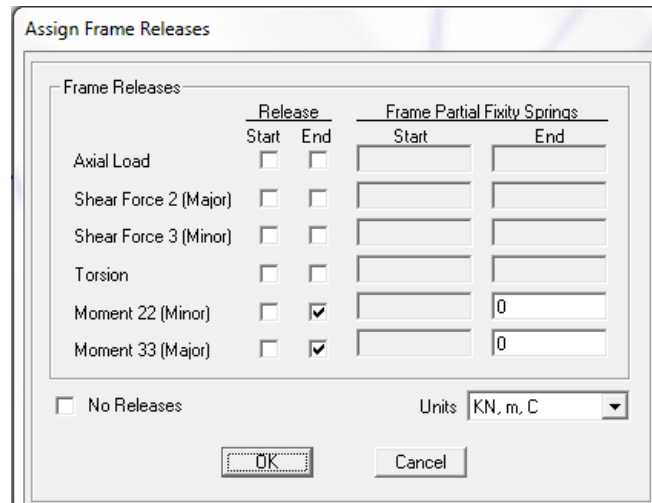 Assign Frame Releases
Frame Releases
Release Frame Partial Fixity Springs
Start End Start End
Axial Load
Shear Force 2 (Major)
Shear Force 3 (Minor)
Torsion
Moment 22 (Minor) 0
Moment 33 (Major) 0
No Releases Units KN, m, C
OK Cancel